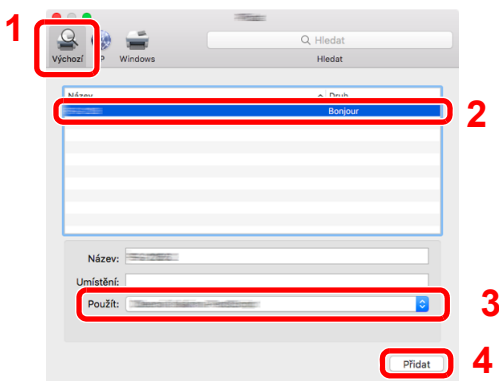 1
Hledat
Výchozí P Windows Hledat
Název Druh
Bonjour
2
Název:
Umístění:
Použít:
3
Přidat
4